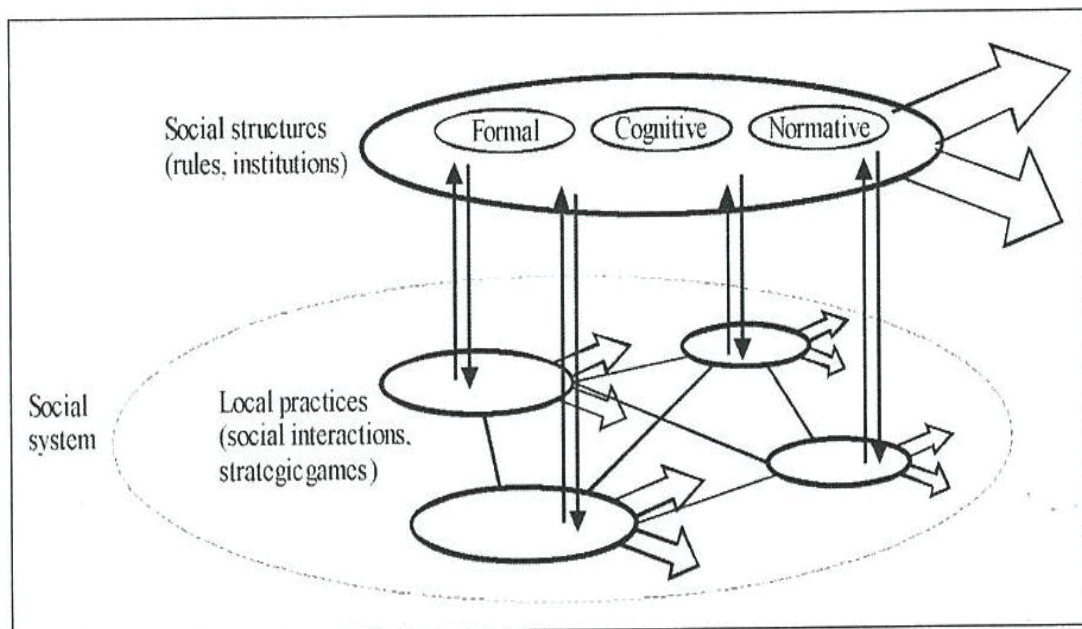 Social structures
(rules, institutions)
Formal
Cognitive
Normative
Social
system
Local practices
(social interactions,
strategic games)